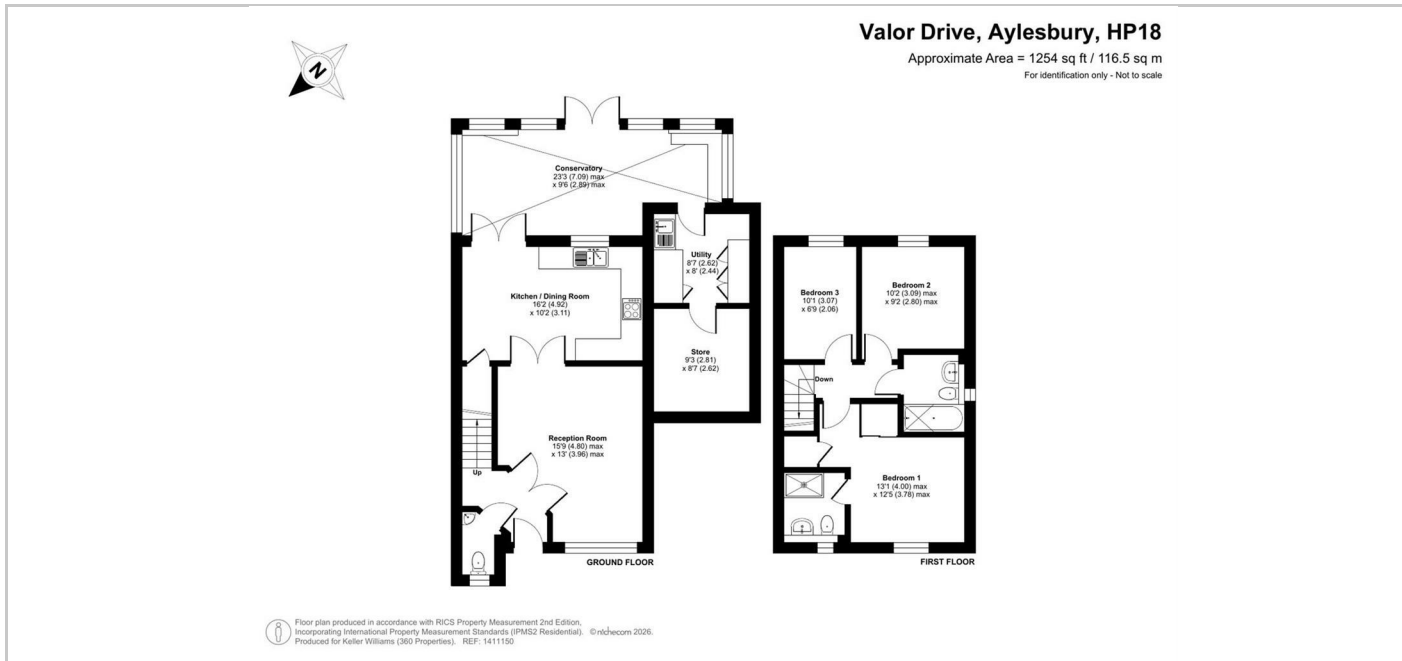 Valor Drive, Aylesbury, HP18
Approximate Area = 1254 sq ft / 116.5 sq m
For identification only - Not to scale
N
Conservatory
23'3 (7.09) max
x 9'6 (2.89) max
Utility
8'7 (2.62)
x 8' (2.44)
Kitchen / Dining Room
16'2 (4.92)
x 10'2 (3.11)
Store
9'3 (2.81)
x 8'7 (2.62)
Reception Room
15'9 (4.80) max
x 13' (3.96) max
Up
GROUND FLOOR
Bedroom 3
10'1 (3.07)
x 6'9 (2.06)
Bedroom 2
10'2 (3.09) max
x 9'2 (2.80) max
Down
Bedroom 1
13'1 (4.00) max
x 12'5 (3.78) max
FIRST FLOOR
Floor plan produced in accordance with RICS Property Measurement 2nd Edition,
Incorporating International Property Measurement Standards (IPMS2 Residential). © nichecom 2026.
Produced for Keller Williams (360 Properties). REF: 1411150